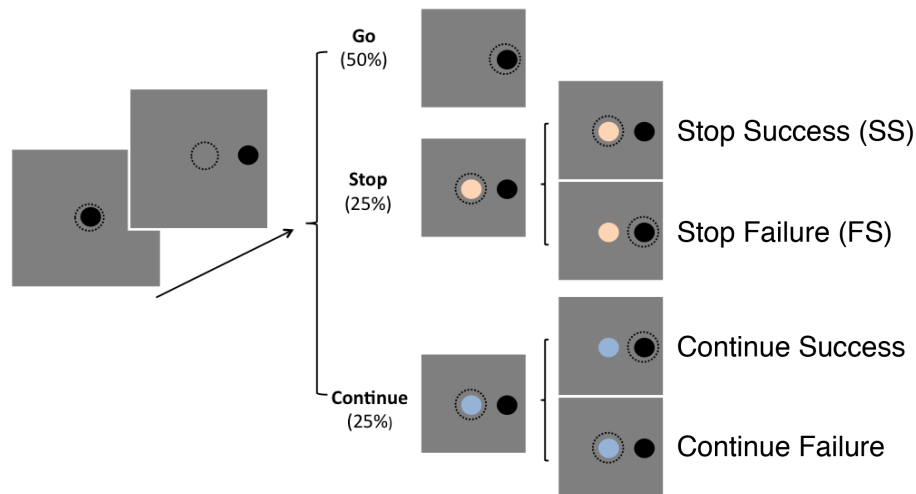 Go
(50%)
Stop
(25%)
Stop Success (SS)
Stop Failure (FS)
Continue
(25%)
Continue Success
Continue Failure